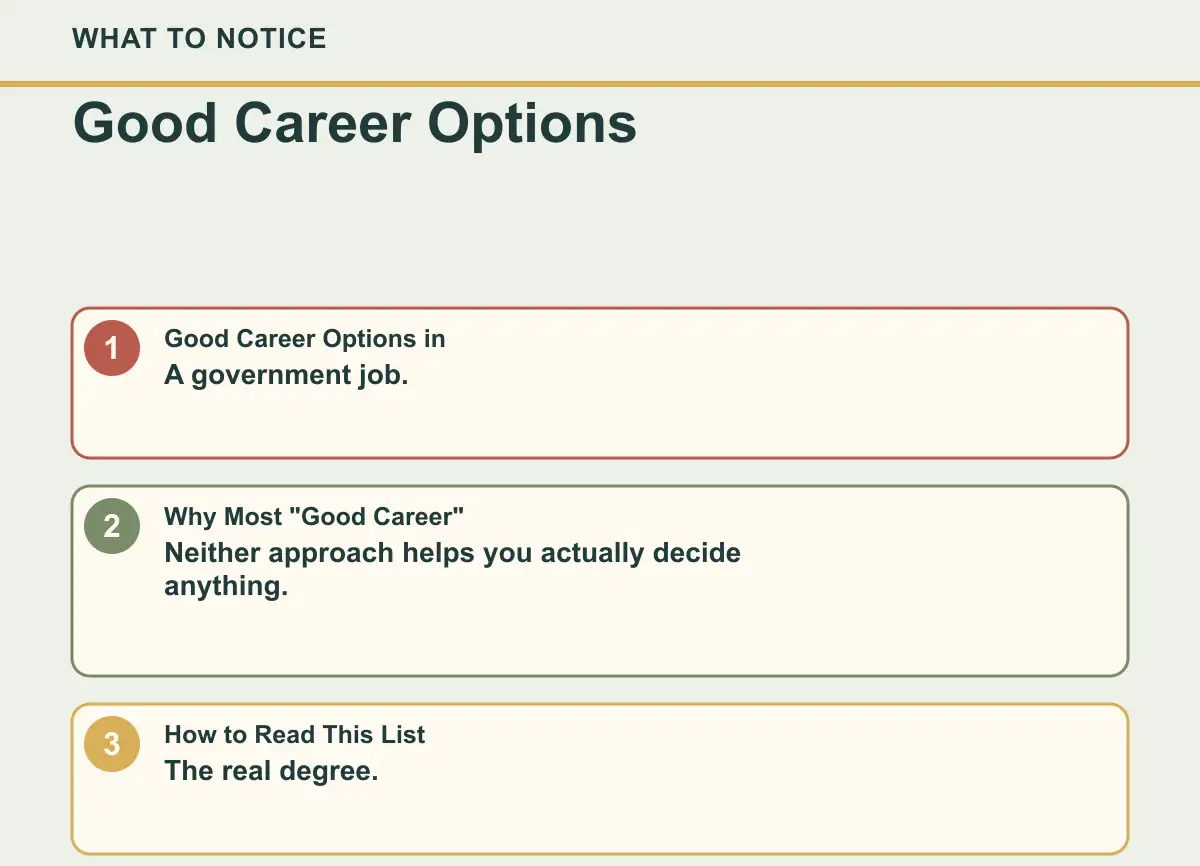 WHAT TO NOTICE
Good Career Options
1
Good Career Options in
A government job.
2
Why Most "Good Career"
Neither approach helps you actually decide
anything.
3
How to Read This List
The real degree.